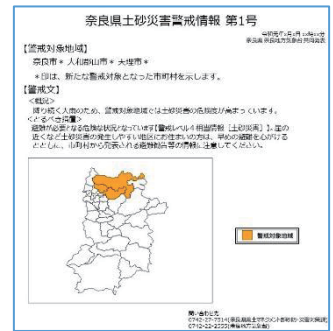 奈良県土砂災害警戒情報 第1号
【警戒対象地域】
奈良市* 大和郡山市* 天理市*
*印は、新たな警戒対象となった市町村を示します。
【警戒文】
<概況>
降り続く大雨のため、警戒対象地域では土砂災害の危険度が高まっています。
<とるべき措置>
避難が必要となる危険な状況となっています【警戒レベル4相当情報［土砂災害］】。崖の
近くなど土砂災害の発生しやすい地区にお住まいの方は、早めの避難を心がける
とともに、市町村から発表される避難勧告等の情報に注意してください。
警戒対象地域
問い合わせ先